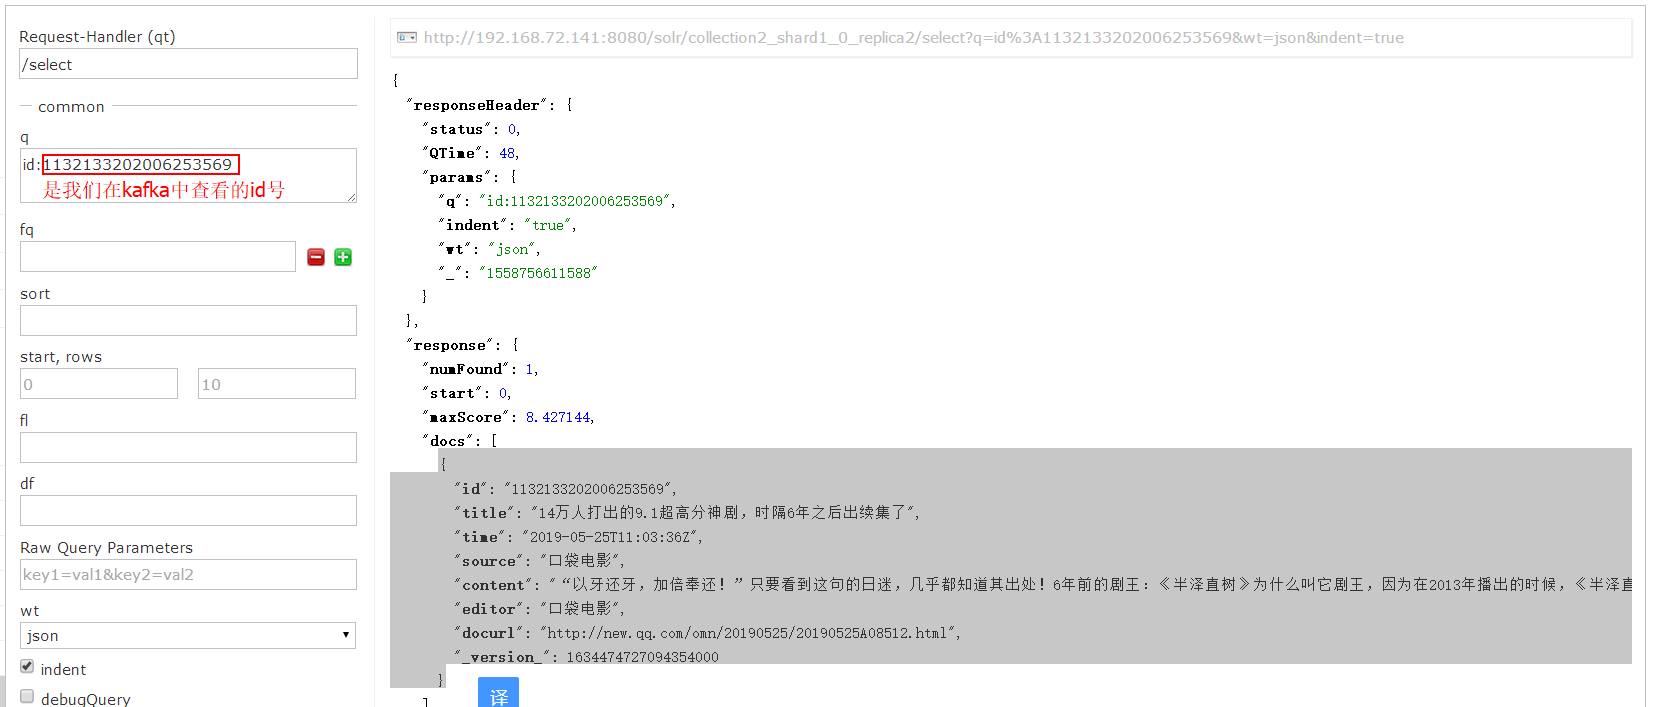 Request-Handler (qt)
/select
common
q
id:1132133202006253569
是我们在kafka中查看的id号
fq
sort
start, rows
0
10
fl
df
Raw Query Parameters
key1=val1&key2=val2
wt
json
indent
debugQuery
http://192.168.72.141:8080/solr/collection2_shard1_0_replica2/select?q=id%3A1132133202006253569&wt=json&indent=true
{
"responseHeader": {
"status": 0,
"QTime": 48,
"params": {
"q": "id:1132133202006253569",
"indent": "true",
"wt": "json",
"_": "1558756611588"
}
},
"response": {
"numFound": 1,
"start": 0,
"maxScore": 8.427144,
"docs": [
{
"id": "1132133202006253569",
"title": "14万人打出的9.1超高分神剧，时隔6年之后出续集了",
"time": "2019-05-25T11:03:36Z",
"source": "口袋电影",
"content": "“以牙还牙，加倍奉还！”只要看到这句的日迷，几乎都知道其出处！6年前的剧王：《半泽直树》为什么叫它剧王，因为在2013年播出的时候，《半泽直
"editor": "口袋电影",
"docurl": "http://new.qq.com/omn/20190525/20190525A08512.html",
"_version_": 1634474727094354000
}
]
译